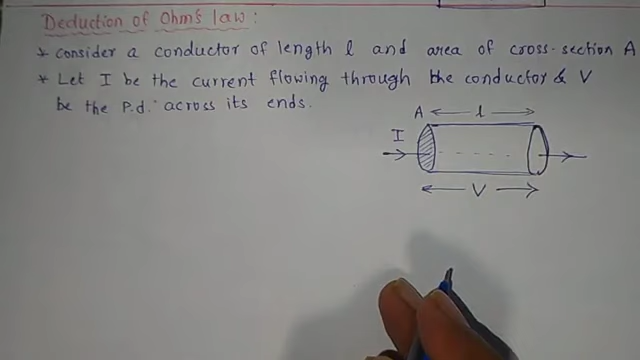 Deduction of Ohm's law:
* Consider a conductor of length l and area of cross-section A
* Let I be the current flowing through the conductor & V
be the P.d. across its ends.
A l
I
V